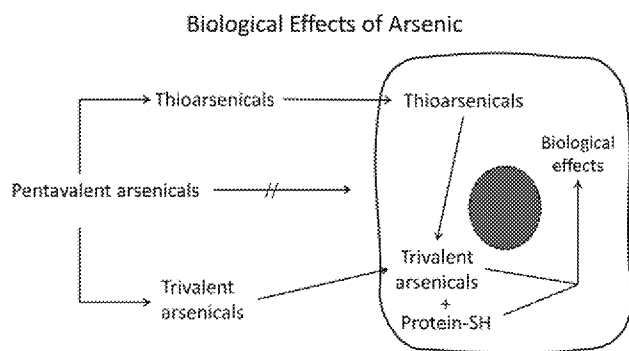 Biological Effects of Arsenic
Thioarsenicals
Thioarsenicals
Biological
effects
Pentavalent arsenicals
//
Trivalent
arsenicals
Trivalent
arsenicals
+
Protein-SH